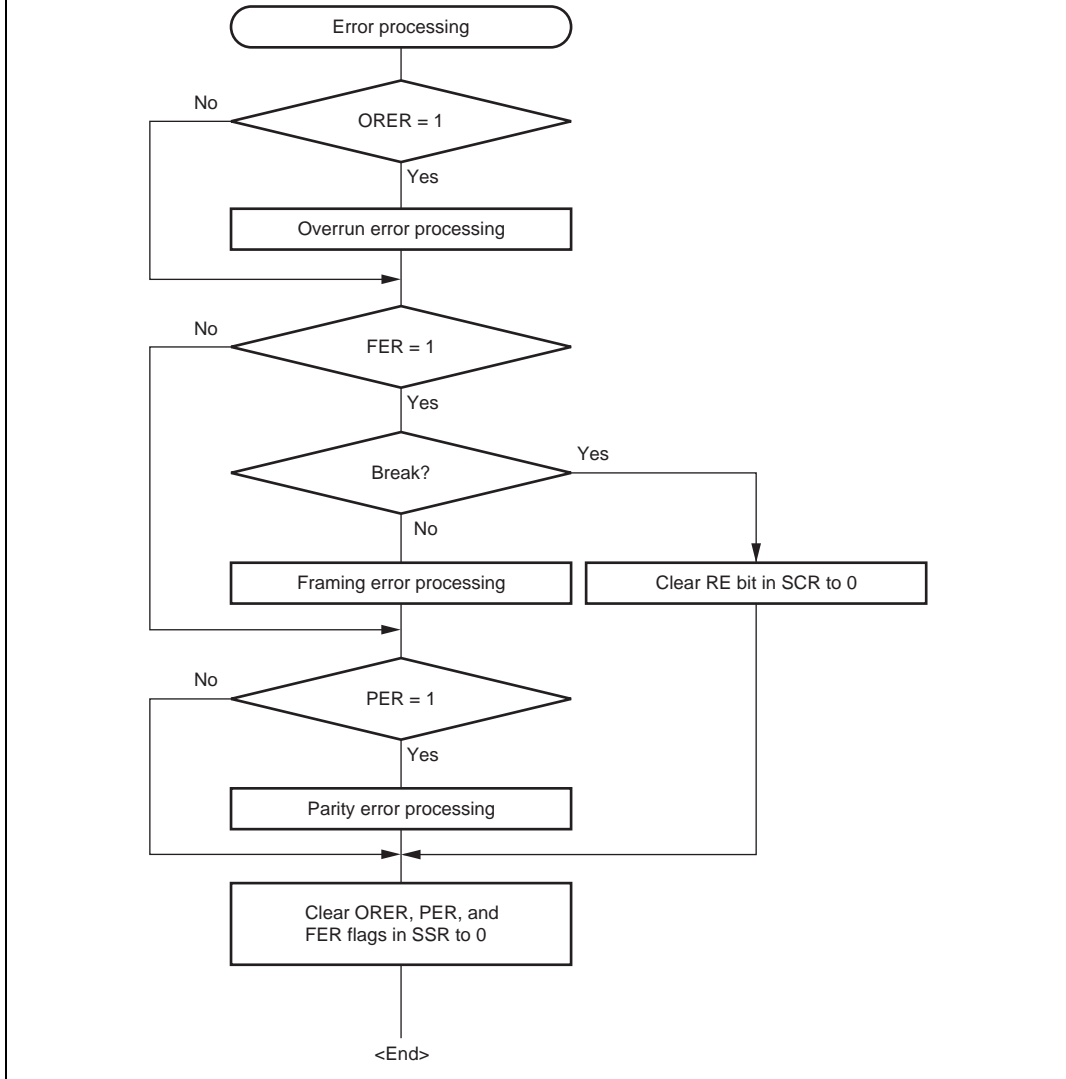 Error processing
No
ORER = 1
Yes
Overrun error processing
No
FER = 1
Yes
Break?
Yes
No
Framing error processing
Clear RE bit in SCR to 0
No
PER = 1
Yes
Parity error processing
Clear ORER, PER, and
FER flags in SSR to 0
<End>